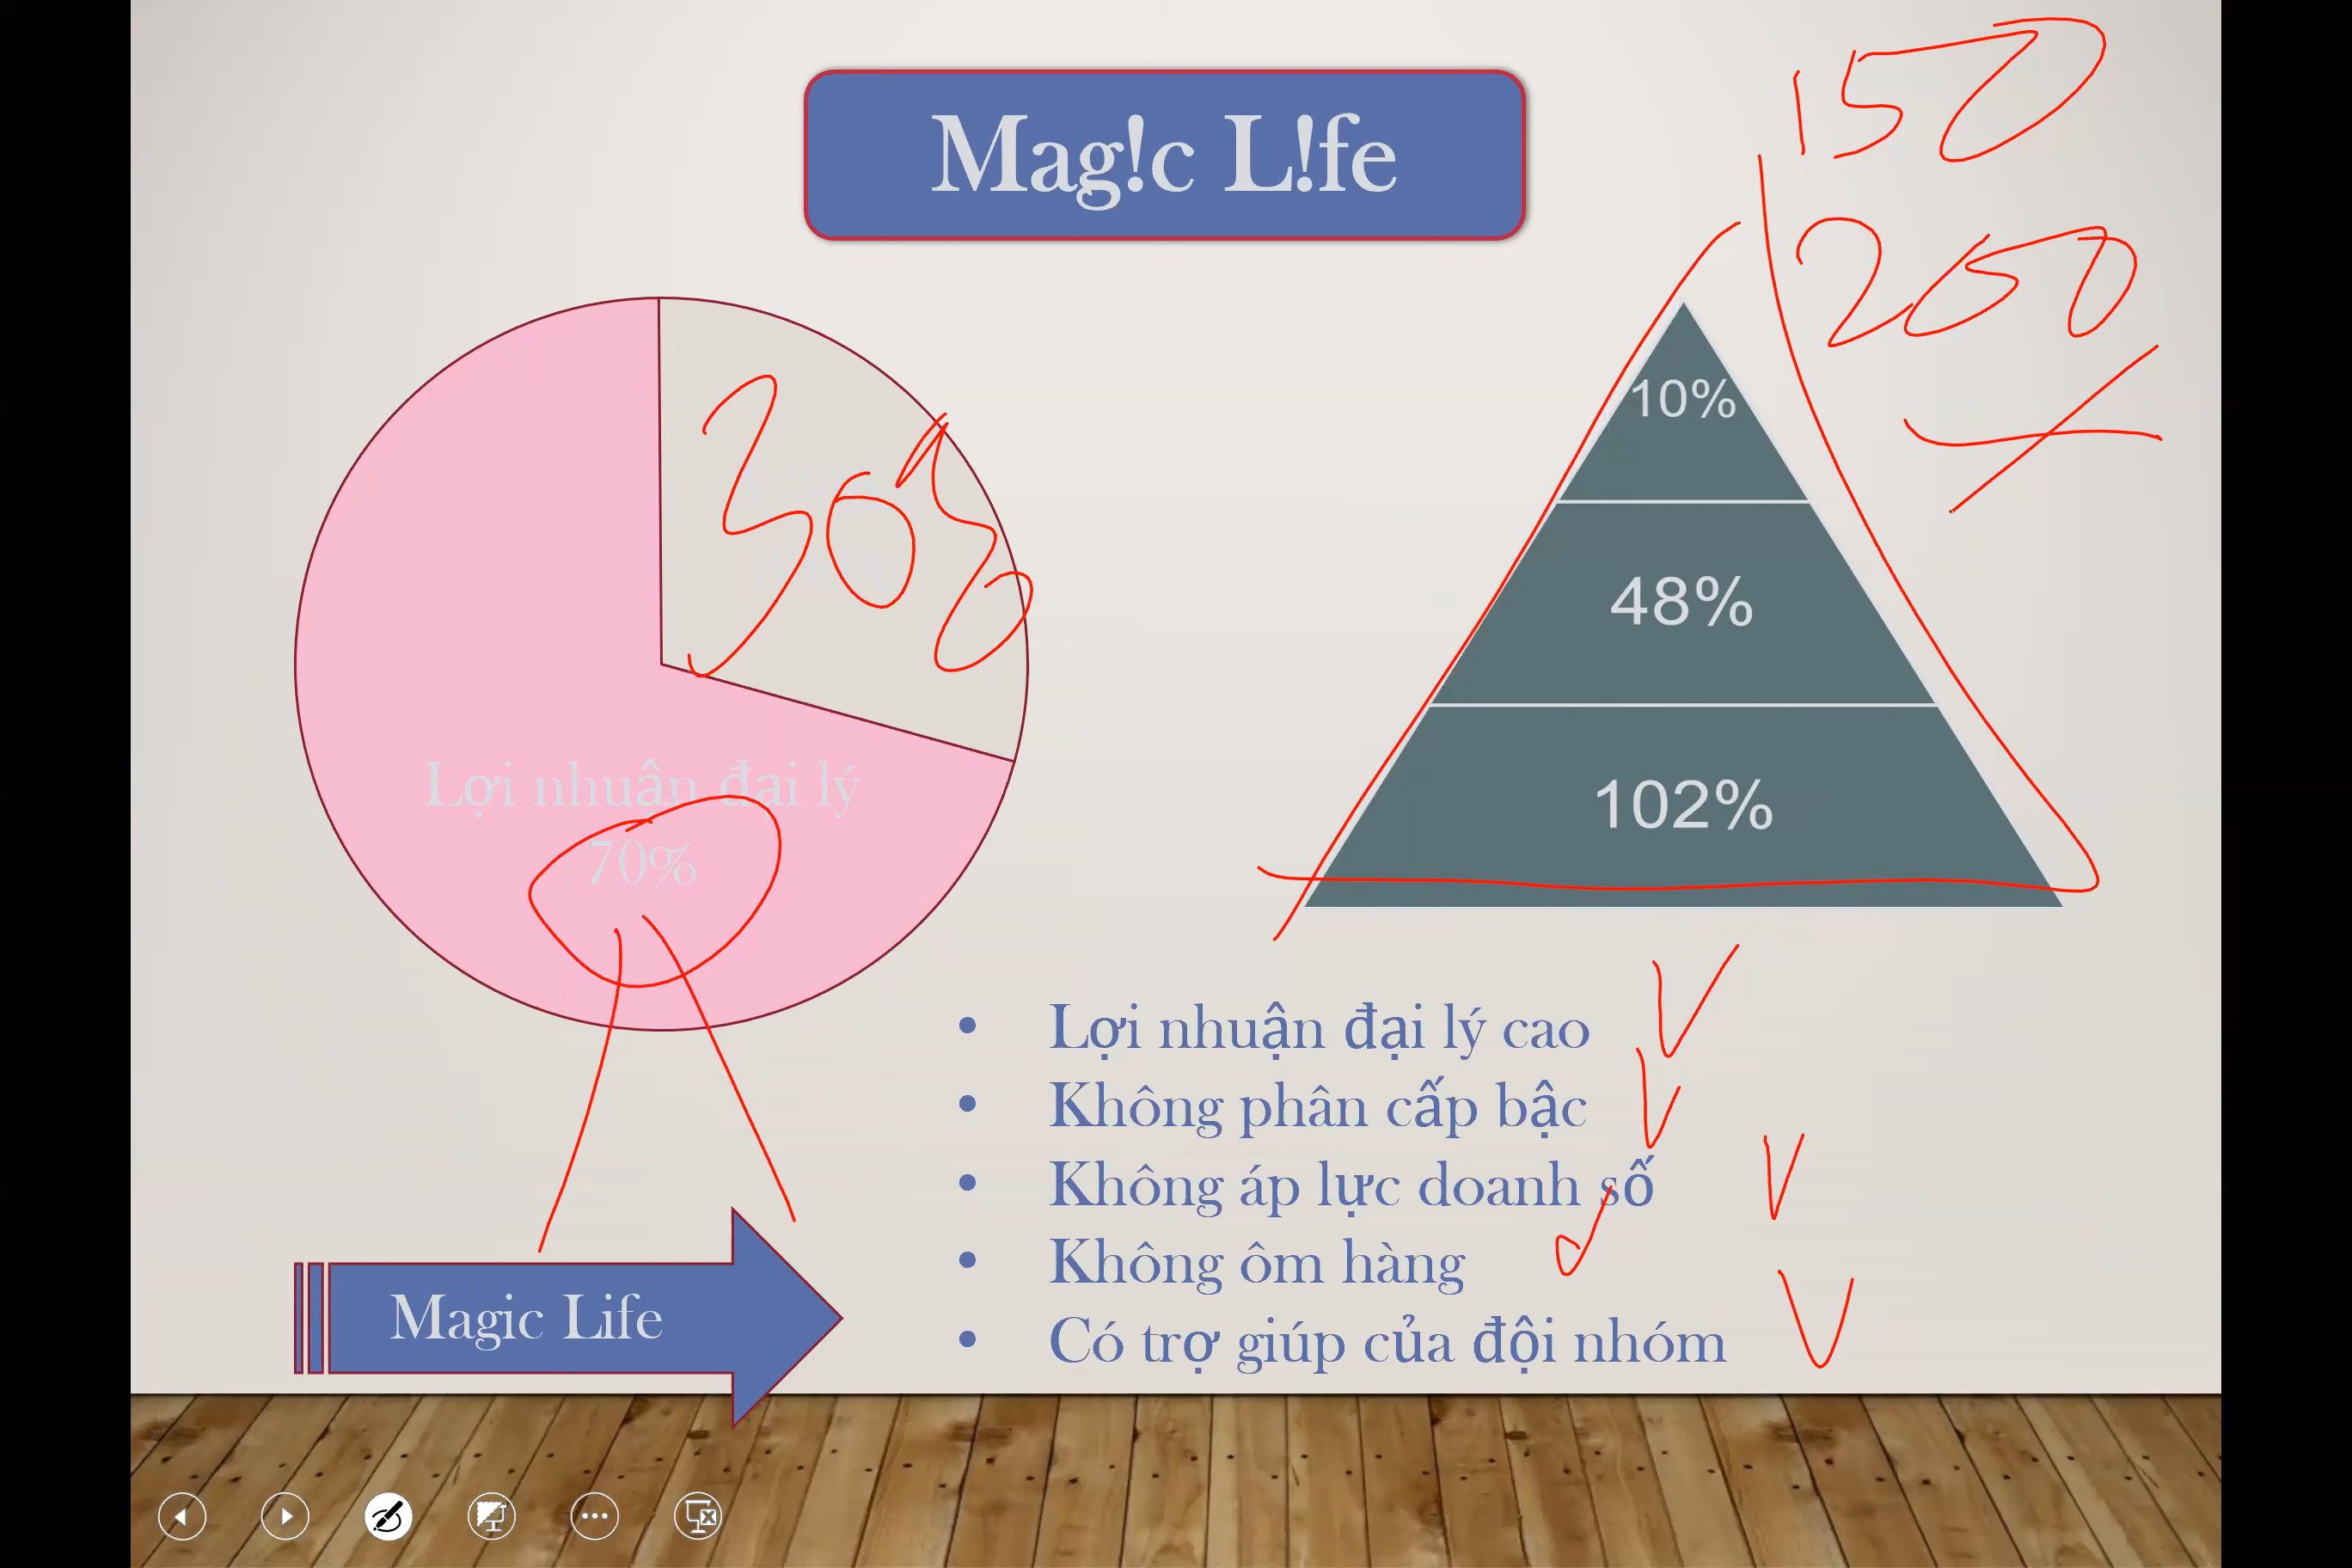 Mag!c L!fe
150
250
30%
Lợi nhuận đại lý
70%
10%
48%
102%
Lợi nhuận đại lý cao
Không phân cấp bậc
Không áp lực doanh số
Không ôm hàng
Có trợ giúp của đội nhóm
Magic Life